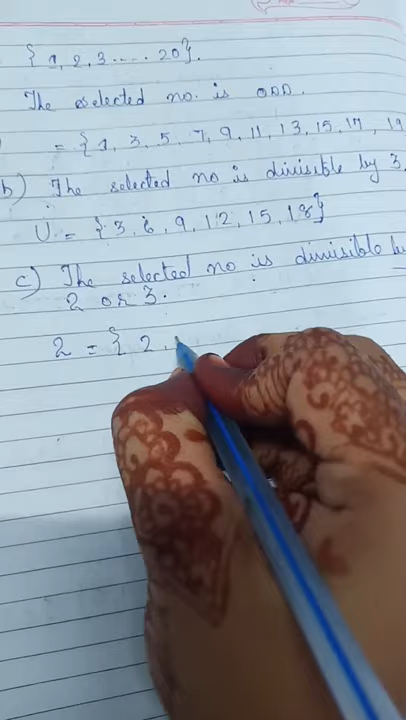 {1, 2, 3 .... 20}.
The selected no. is ODD.
= {1, 3, 5, 7, 9, 11, 13, 15, 17, 19
b) The selected no is divisible by 3.
U = {3, 6, 9, 12, 15, 18}
c) The selected no is divisible by
2 or 3.
2 = {2,